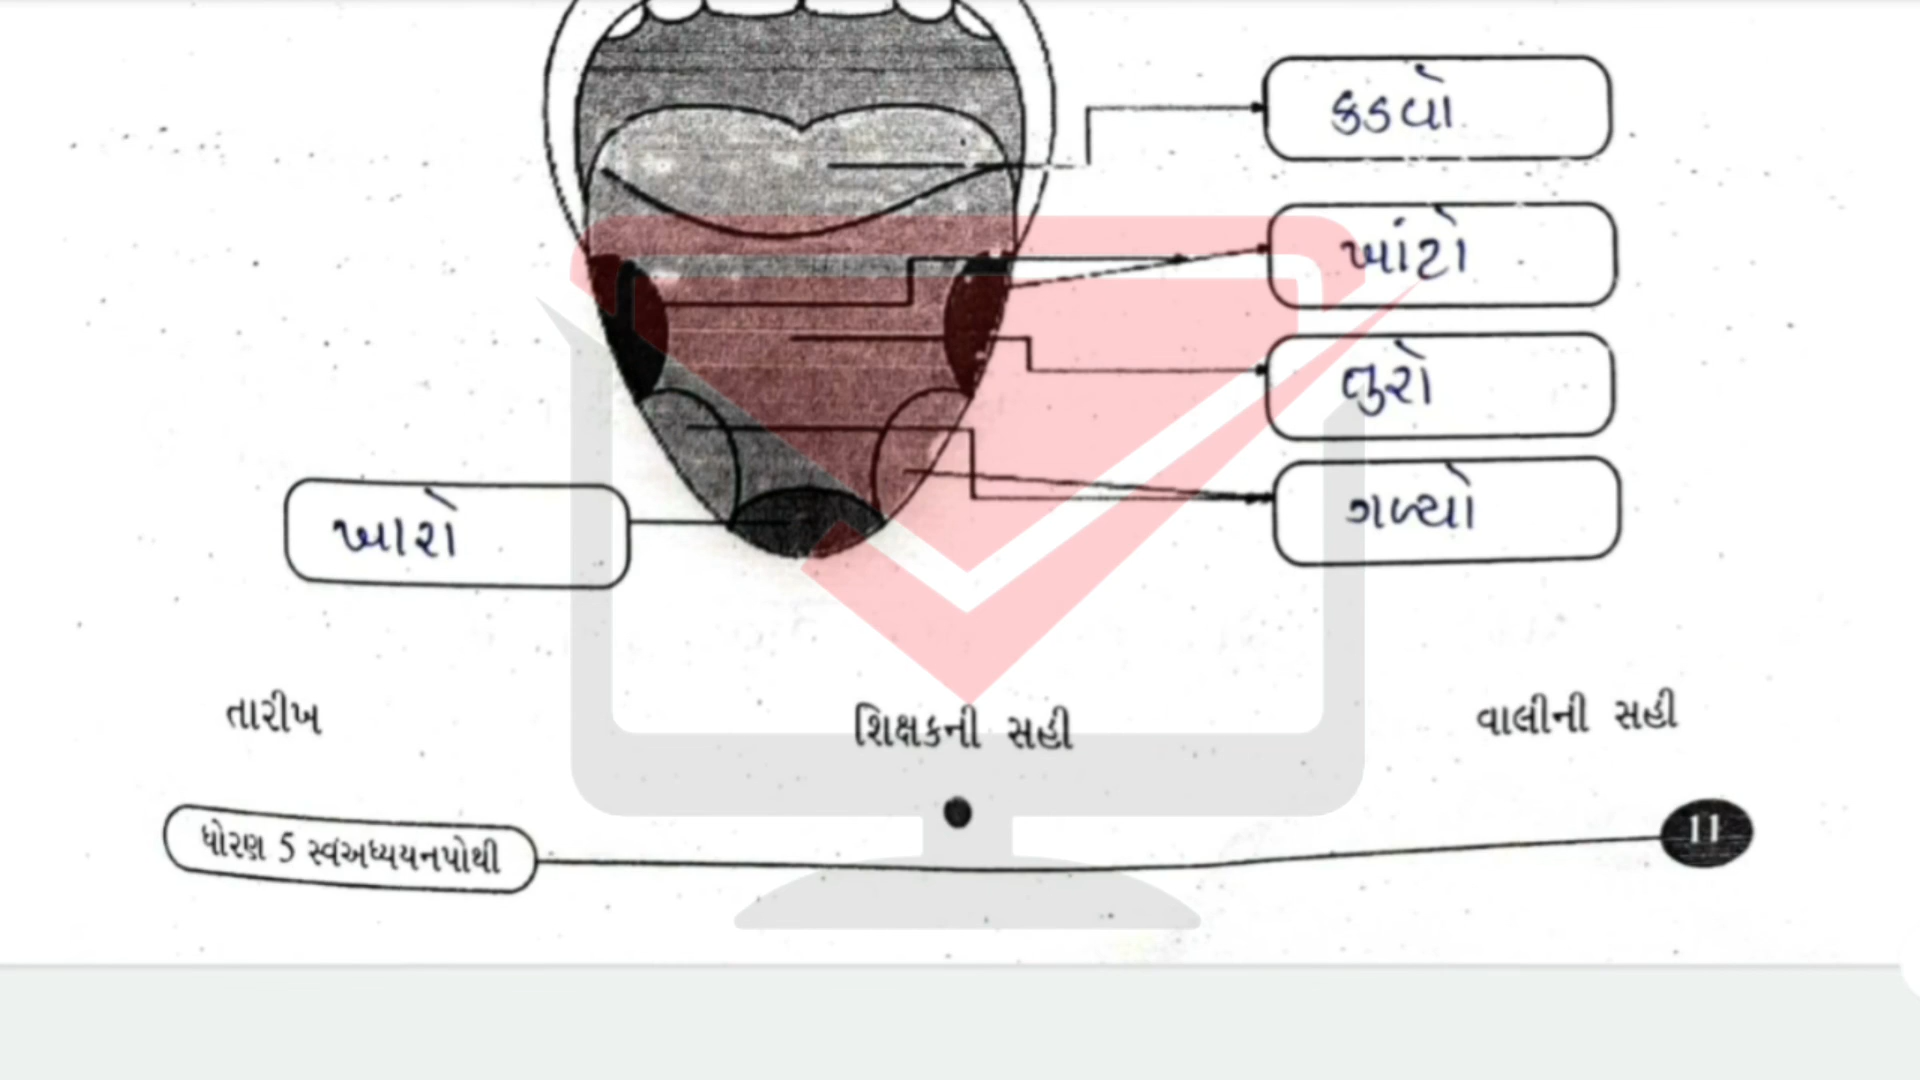 કડવો
ખાંટો
તુરો
ગળ્યો
ખારો
તારીખ શિક્ષકની સહી વાલીની સહી
ધોરણ 5 સ્વઅધ્યયનપોથી 11